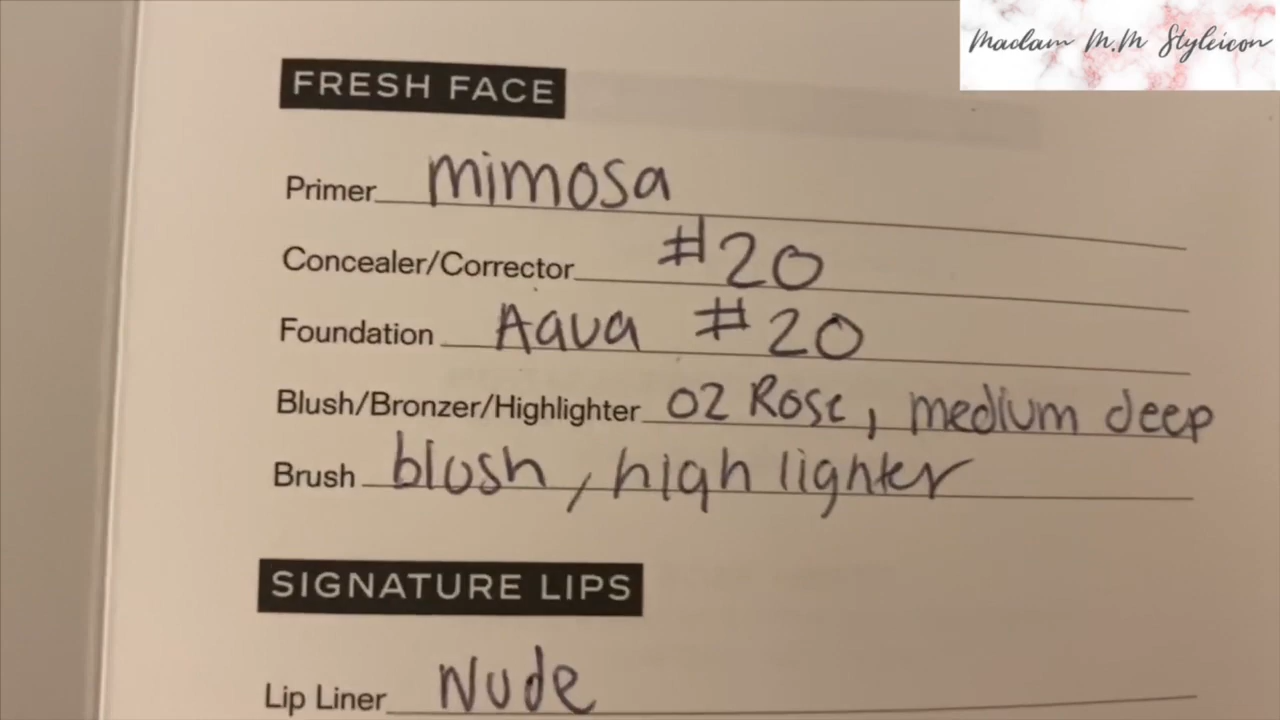 Madam M.M Styleicon
FRESH FACE
Primer mimosa
Concealer/Corrector #20
Foundation Aqua #20
Blush/Bronzer/Highlighter 02 Rose, medium deep
Brush blush, highlighter
SIGNATURE LIPS
Lip Liner Nude